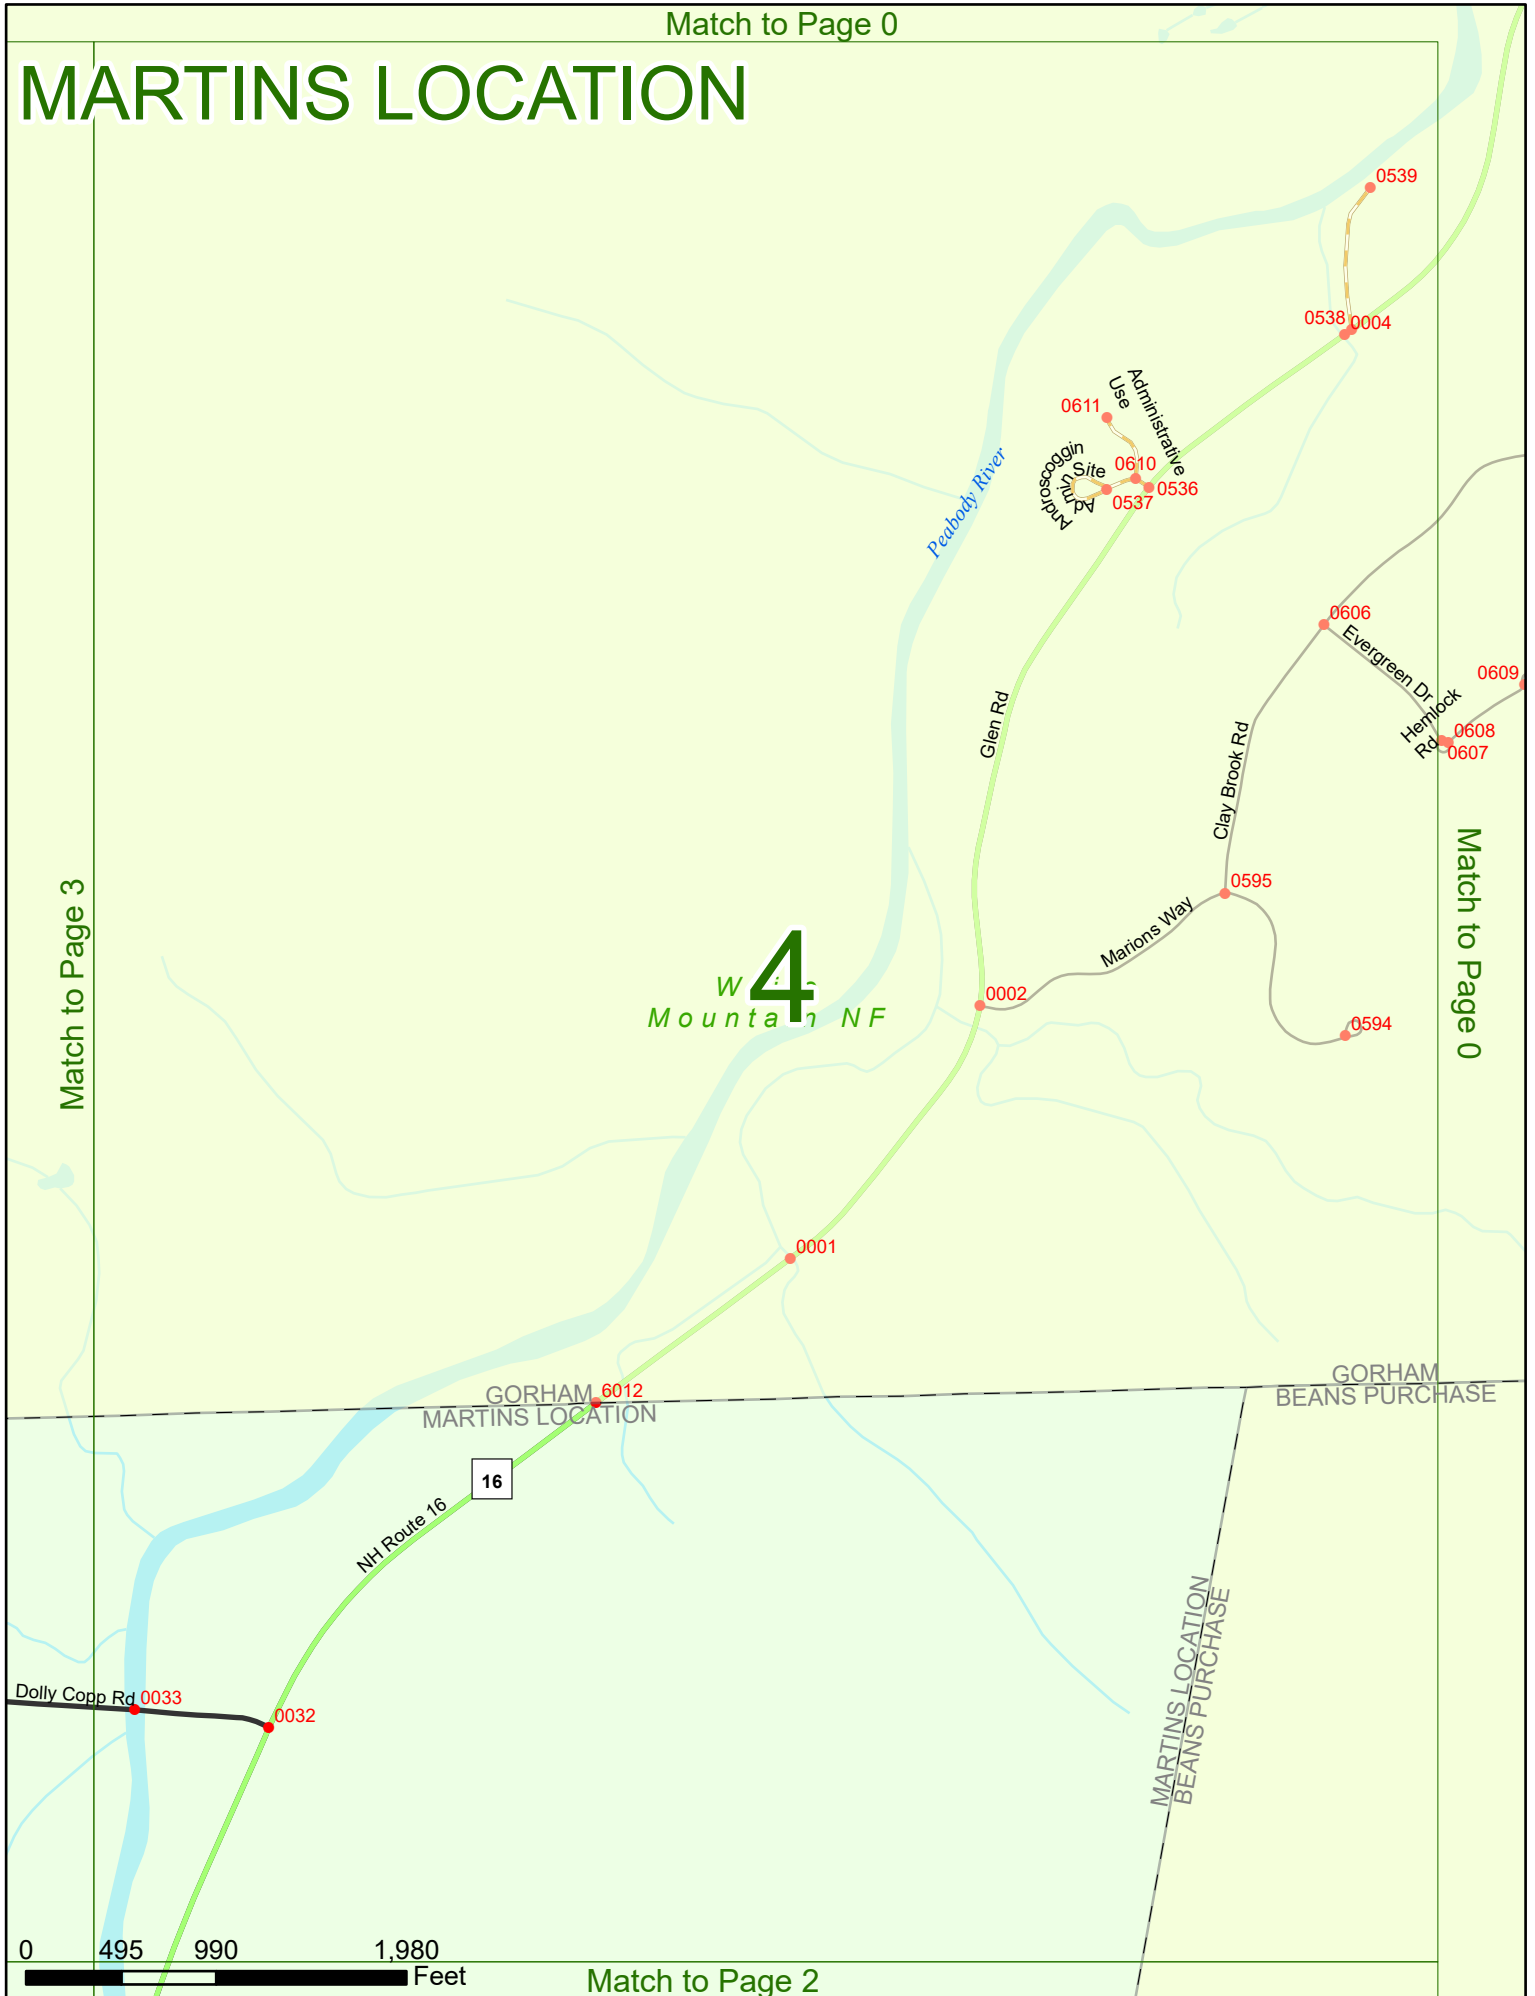 Match to Page 0
MARTINS LOCATION
0539
0538
0004
Administrative
Use
0611
Androscoggin
Admin Site
0610
0536
0537
Peabody River
0606
Evergreen Dr
0609
Hemlock
Rd
0608
0607
Glen Rd
Clay Brook Rd
Match to Page 3
Match to Page 0
0595
Marions Way
4
Mountain NF
0002
0594
0001
GORHAM
MARTINS LOCATION
6012
GORHAM
BEANS PURCHASE
16
NH Route 16
MARTINS LOCATION
BEANS PURCHASE
Dolly Copp Rd
0033
0032
0 495 990 1,980
Feet
Match to Page 2